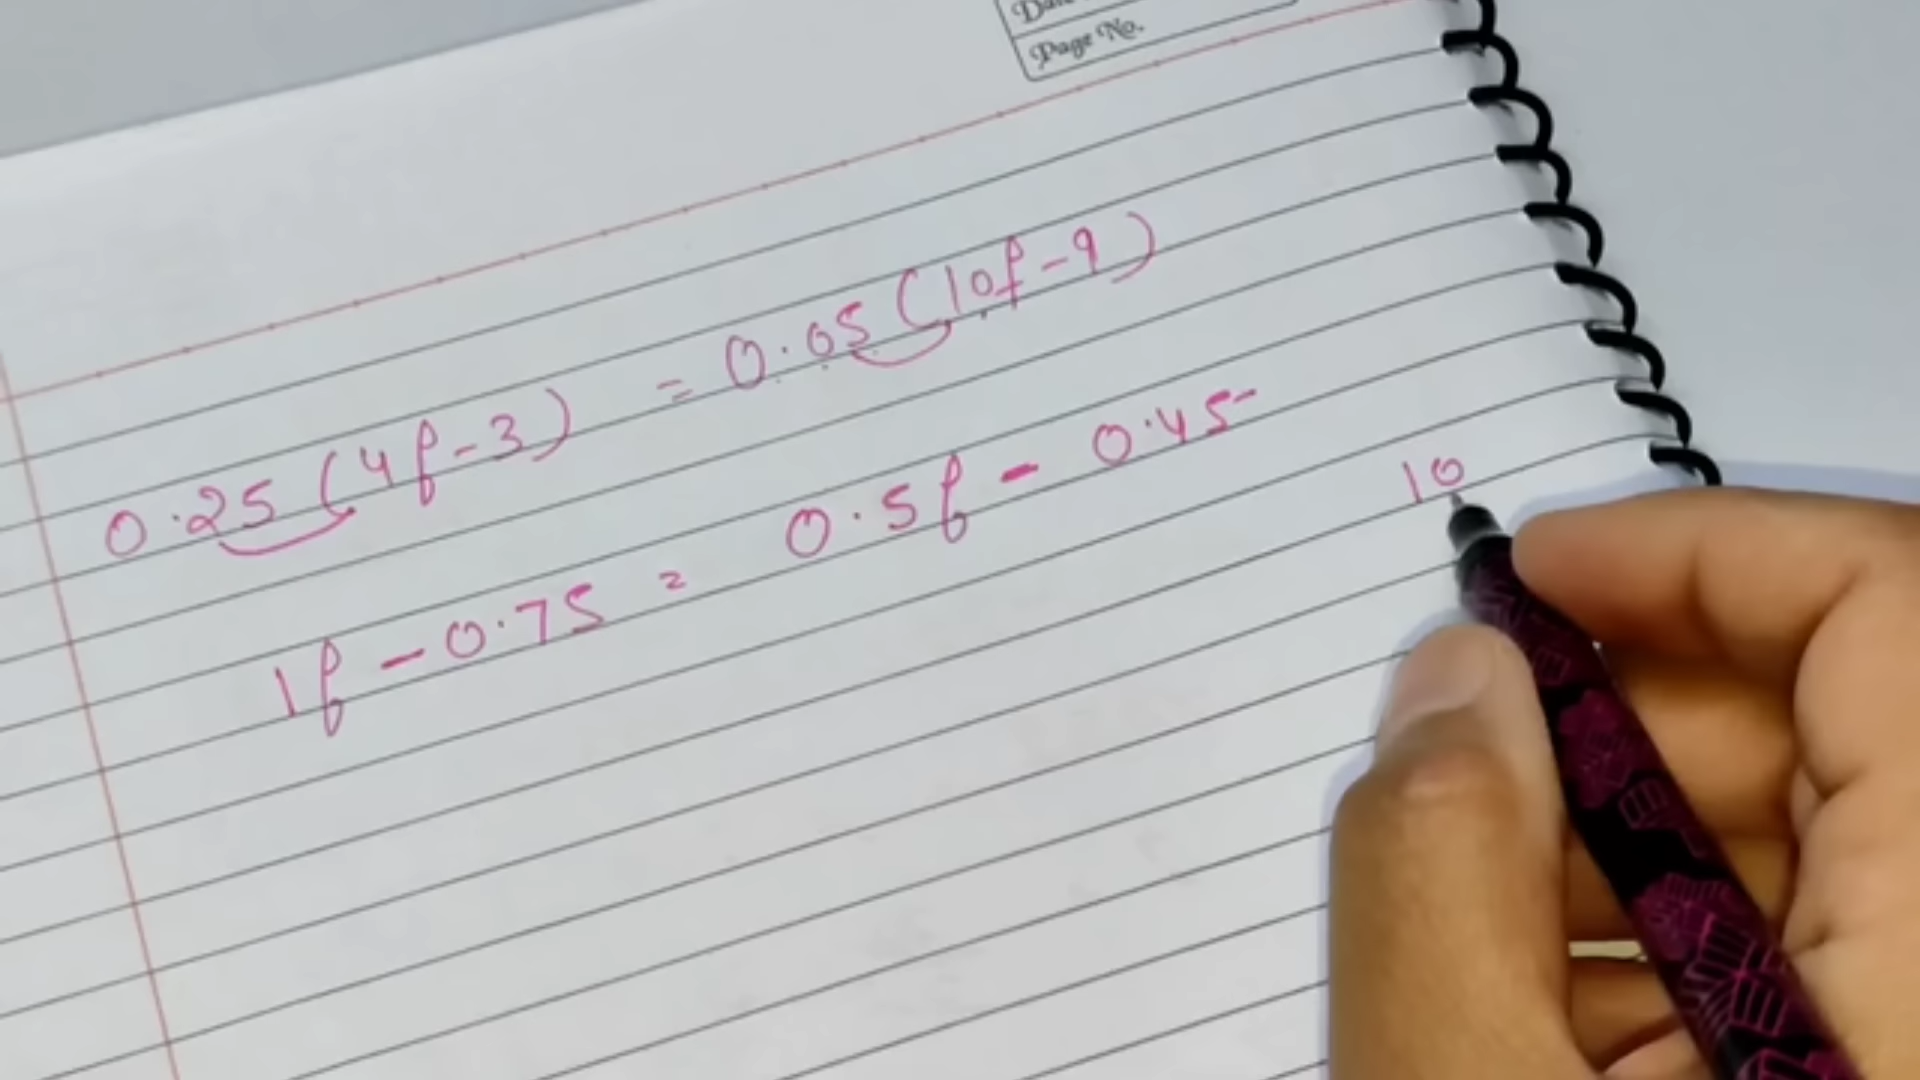 Page No.
0.25 (4f-3) = 0.05 (10f-9)
1f - 0.75 = 0.5f - 0.45
10